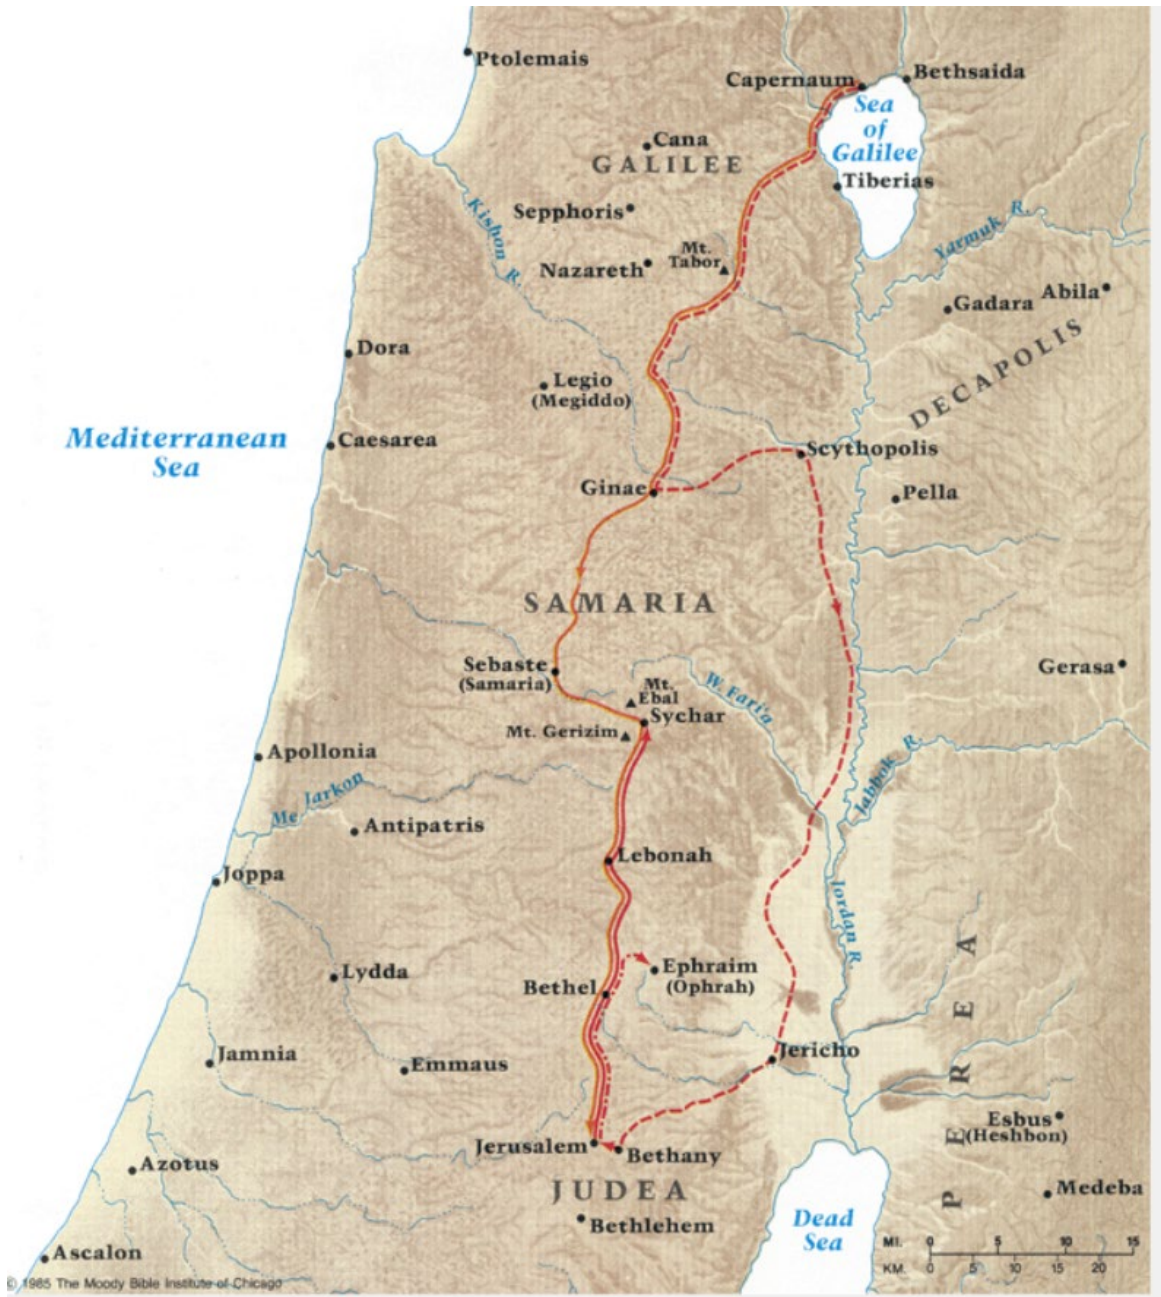 Ptolemais
Capernaum
Bethsaida
Sea
of
Galilee
Cana
GALILEE
Tiberias
Sepphoris
Kishon R.
Yarmuk R.
Mt.
Tabor
Nazareth
Abila
Gadara
DECAPOLIS
Dora
Legio
(Megiddo)
Mediterranean
Sea
Caesarea
Scythopolis
Ginae
Pella
SAMARIA
Sebaste
(Samaria)
Gerasa
Mt.
Ebal
W. Fari'a
Sychar
Mt. Gerizim
Apollonia
Jabbok R.
Me Jarkon
Antipatris
Lebonah
Joppa
Jordan R.
Lydda
Ephraim
(Ophrah)
Bethel
PEREA
Jamnia
Emmaus
Jericho
Esbus
(Heshbon)
Jerusalem
Bethany
Azotus
JUDEA
Medeba
Bethlehem
Dead
Sea
Ascalon
MI. 0 5 10 15
KM. 0 5 10 15 20
© 1985 The Moody Bible Institute of Chicago